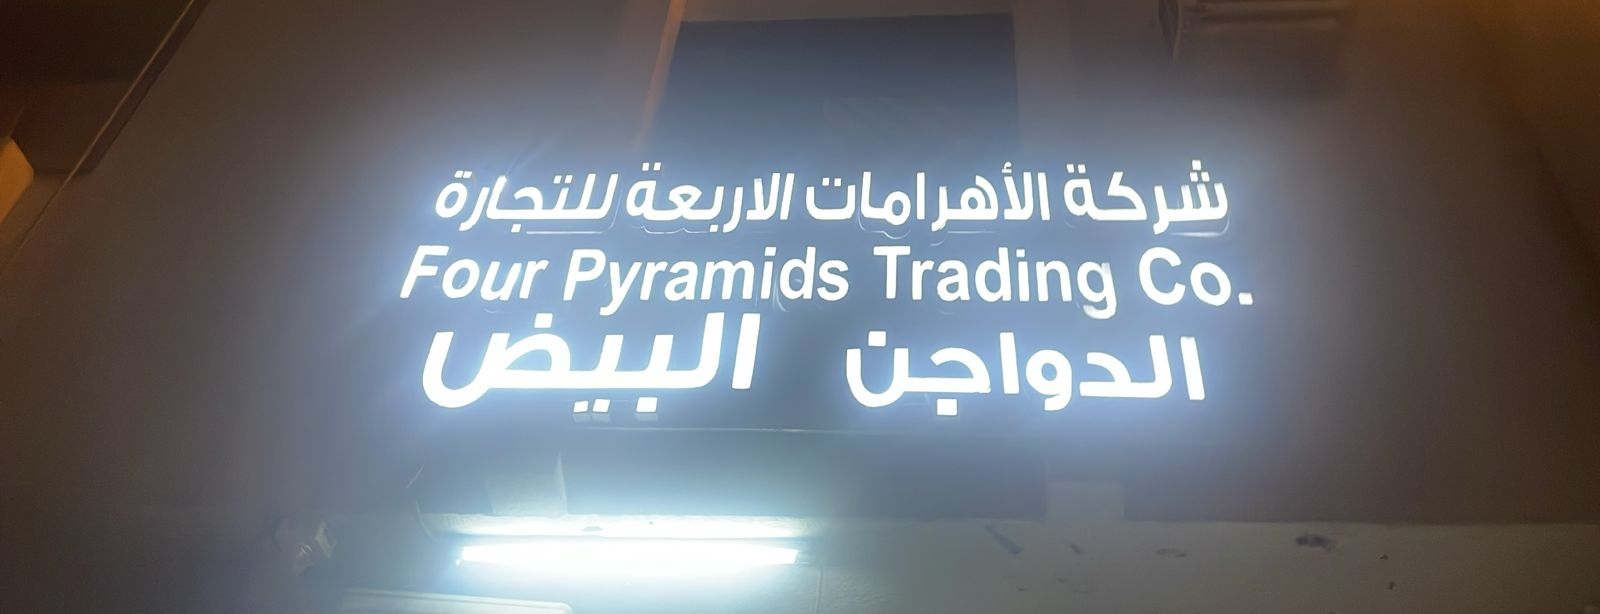 شركة الأهرامات الاربعة للتجارة
Four Pyramids Trading Co.
الدواجن البيض